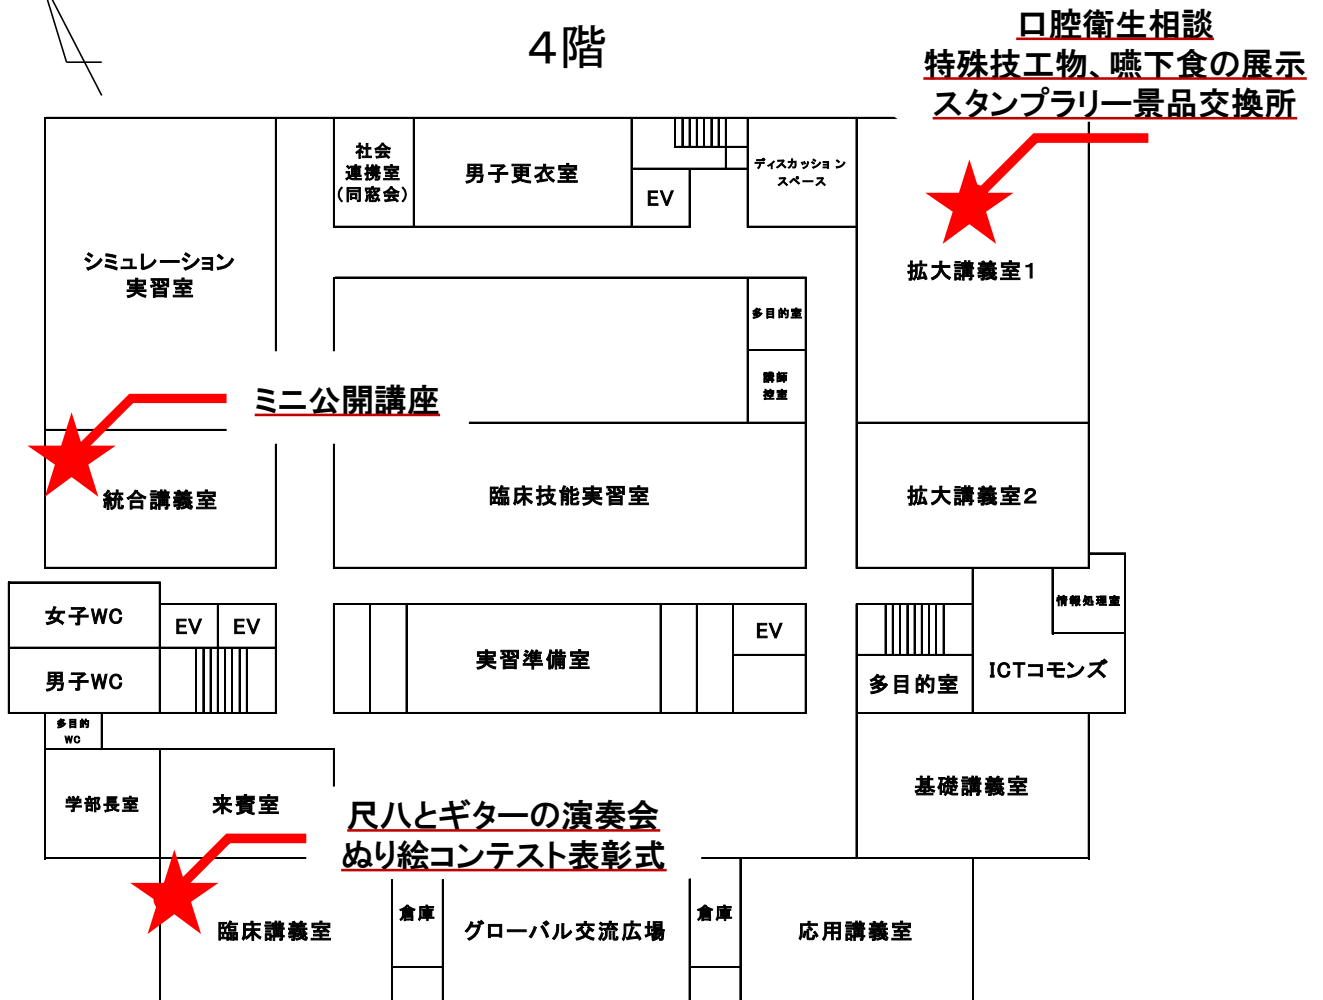 4階
口腔衛生相談
特殊技工物、嚥下食の展示
スタンプラリー景品交換所
社会
連携室
(同窓会)
男子更衣室
EV
ディスカッション
スペース
シミュレーション
実習室
拡大講義室1
多目的室
講師
控室
ミニ公開講座
統合講義室
臨床技能実習室
拡大講義室2
女子WC
EV
EV
男子WC
多目的
WC
実習準備室
EV
情報処理室
ICTコモンズ
多目的室
学部長室
来賓室
基礎講義室
尺八とギターの演奏会
ぬり絵コンテスト表彰式
臨床講義室
倉庫
グローバル交流広場
倉庫
応用講義室